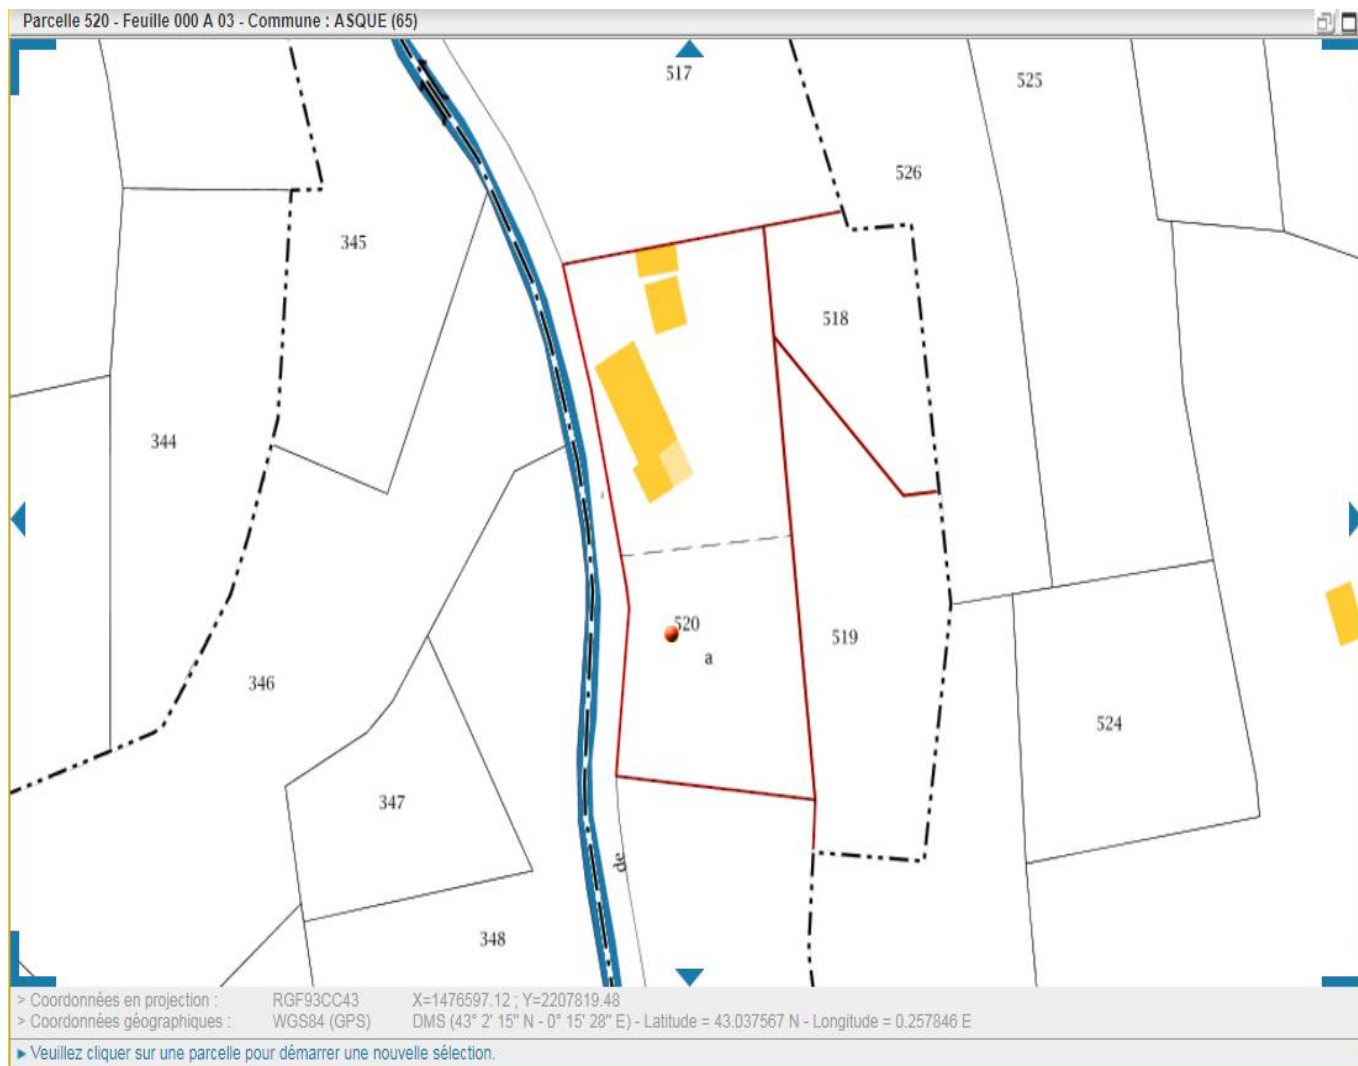 Parcelle 520 - Feuille 000 A 03 - Commune : ASQUE (65)
517
525
526
345
518
344
520
519
a
346
524
347
de
348
> Coordonnées en projection : RGF93CC43 X=1476597.12 ; Y=2207819.48
> Coordonnées géographiques : WGS84 (GPS) DMS (43° 2' 15" N - 0° 15' 28" E) - Latitude = 43.037567 N - Longitude = 0.257846 E
Veuillez cliquer sur une parcelle pour démarrer une nouvelle sélection.